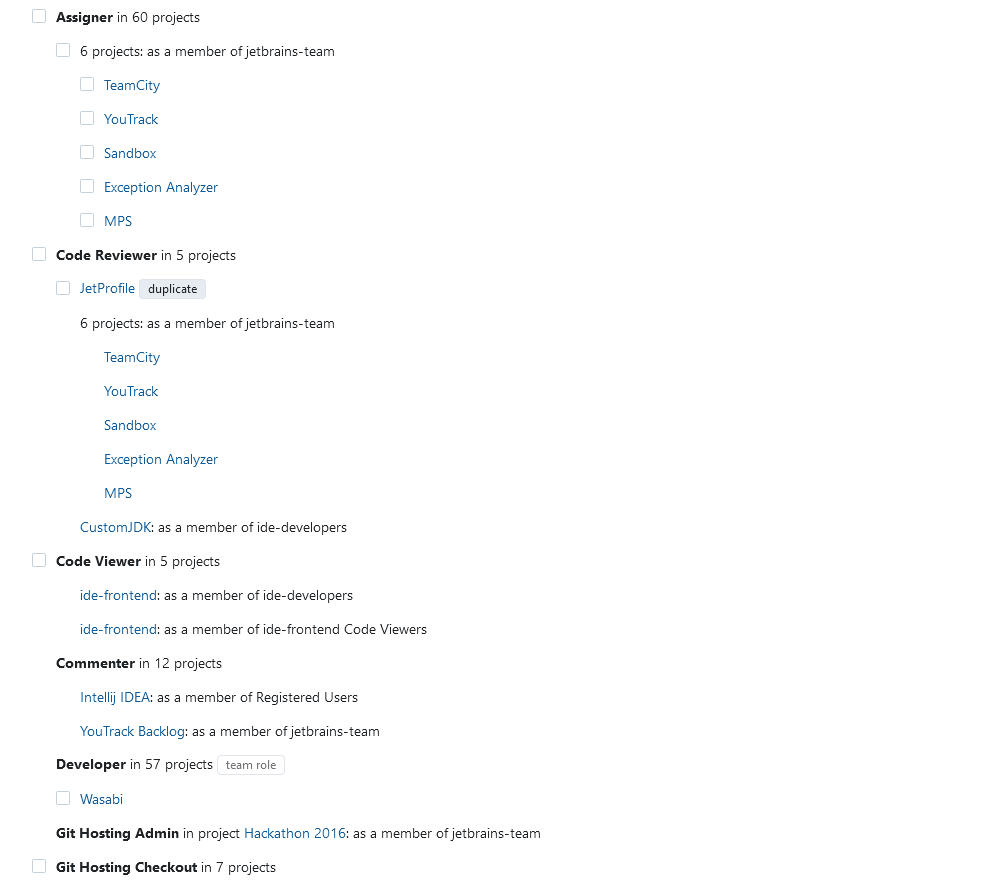 Assigner in 60 projects
6 projects: as a member of jetbrains-team
TeamCity
YouTrack
Sandbox
Exception Analyzer
MPS
Code Reviewer in 5 projects
JetProfile duplicate
6 projects: as a member of jetbrains-team
TeamCity
YouTrack
Sandbox
Exception Analyzer
MPS
CustomJDK: as a member of ide-developers
Code Viewer in 5 projects
ide-frontend: as a member of ide-developers
ide-frontend: as a member of ide-frontend Code Viewers
Commenter in 12 projects
Intellij IDEA: as a member of Registered Users
YouTrack Backlog: as a member of jetbrains-team
Developer in 57 projects team role
Wasabi
Git Hosting Admin in project Hackathon 2016: as a member of jetbrains-team
Git Hosting Checkout in 7 projects